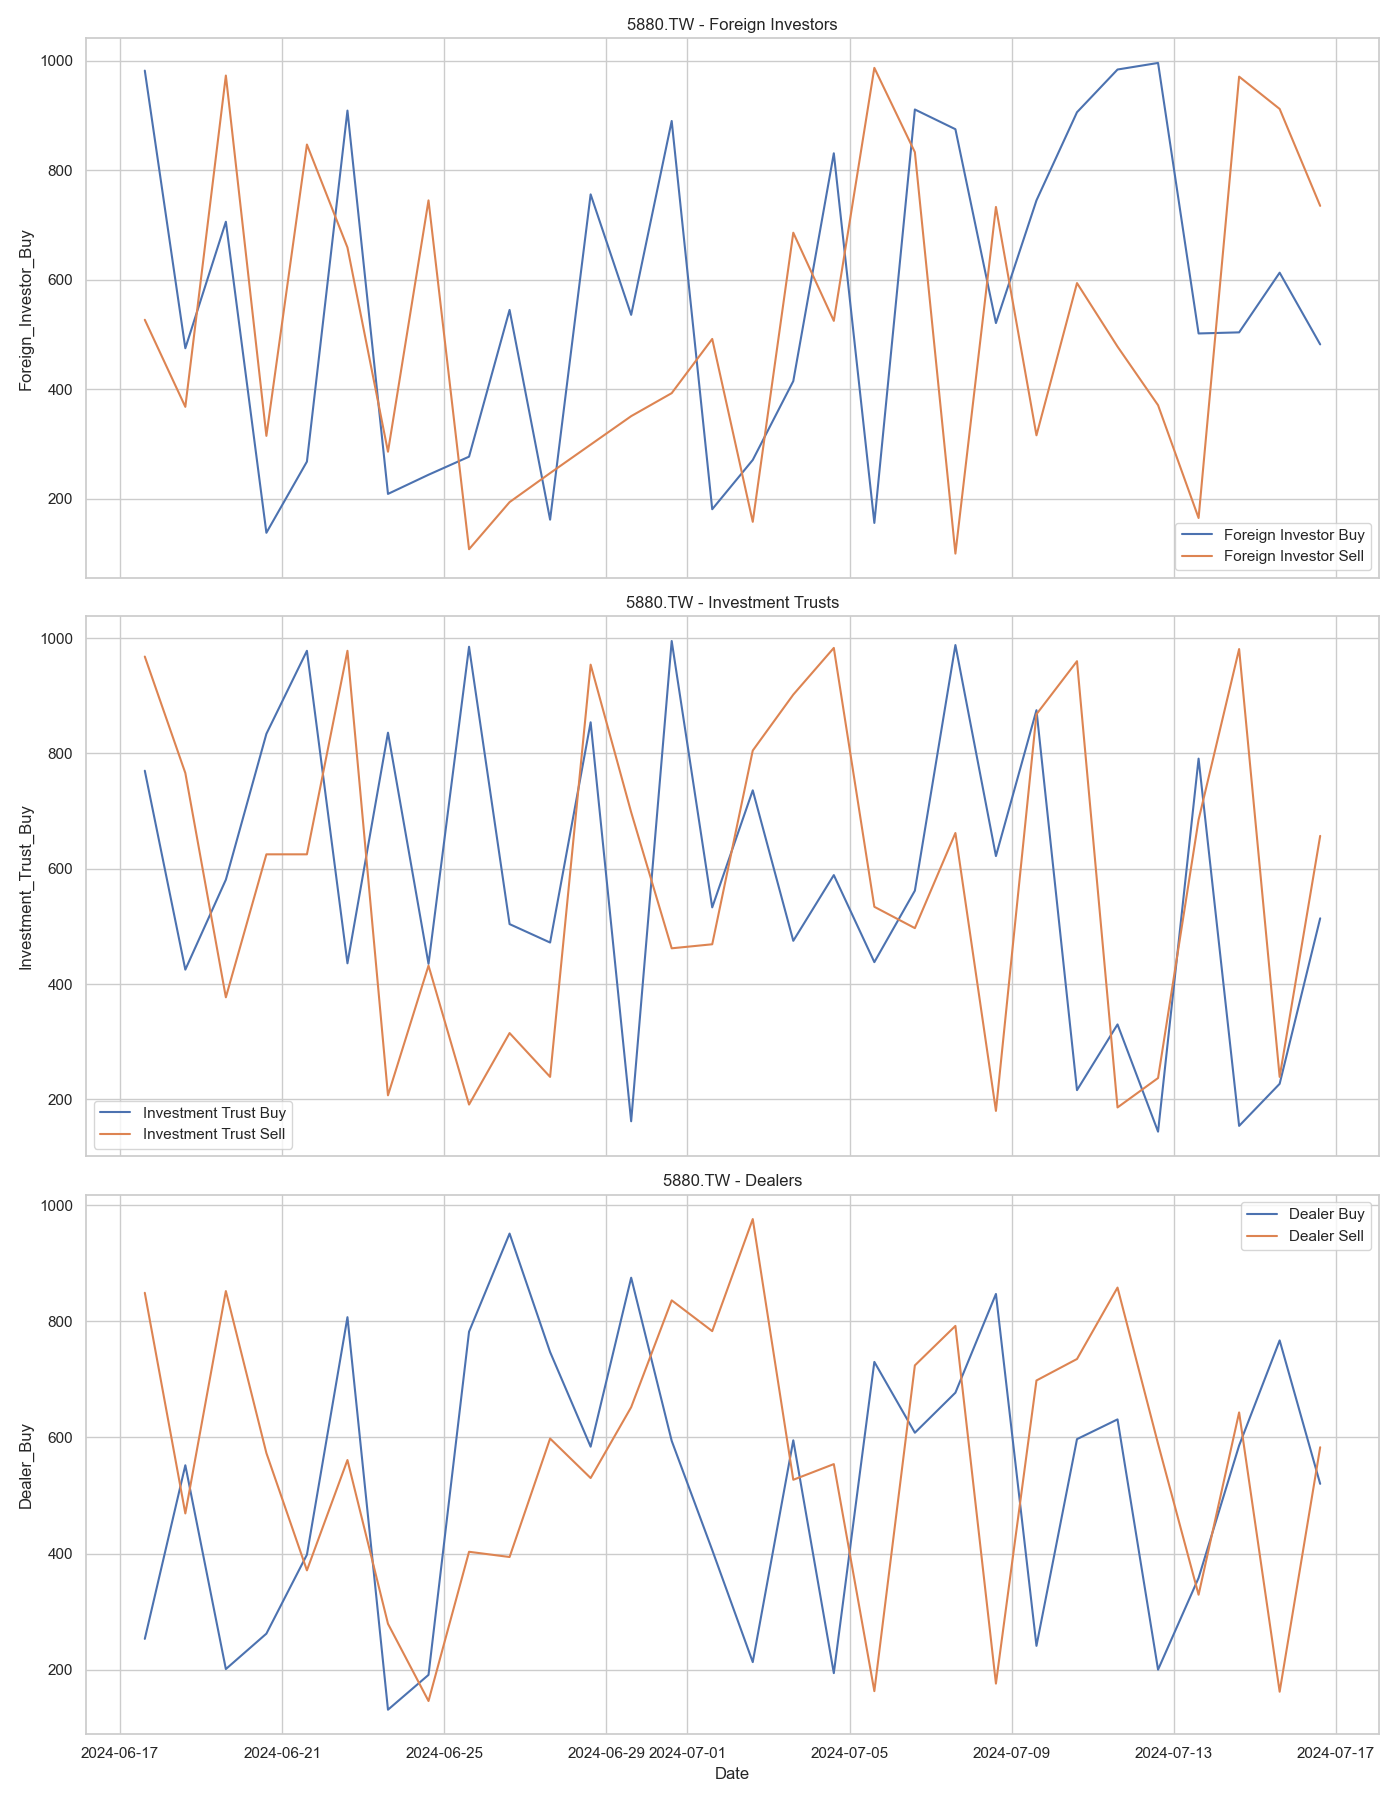 5880.TW - Foreign Investors
1000
800
600
400
200
Foreign_Investor_Buy
Foreign Investor Buy
Foreign Investor Sell
5880.TW - Investment Trusts
1000
800
600
400
200
Investment_Trust_Buy
Investment Trust Buy
Investment Trust Sell
5880.TW - Dealers
1000
800
600
400
200
Dealer_Buy
Dealer Buy
Dealer Sell
2024-06-17 2024-06-21 2024-06-25 2024-06-29 2024-07-01 2024-07-05 2024-07-09 2024-07-13 2024-07-17
Date